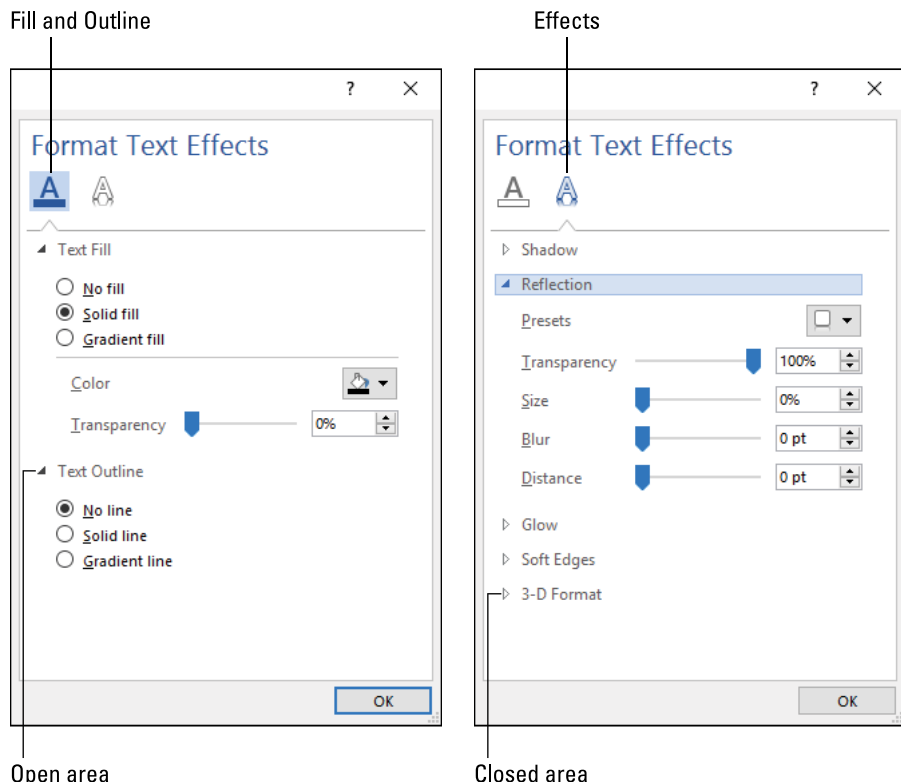 Fill and Outline
Effects
?
Format Text Effects
A A
Text Fill
No fill
Solid fill
Gradient fill
Color
Transparency 0%
Text Outline
No line
Solid line
Gradient line
OK
Open area
?
Format Text Effects
A A
Shadow
Reflection
Presets
Transparency 100%
Size 0%
Blur 0 pt
Distance 0 pt
Glow
Soft Edges
3-D Format
OK
Closed area